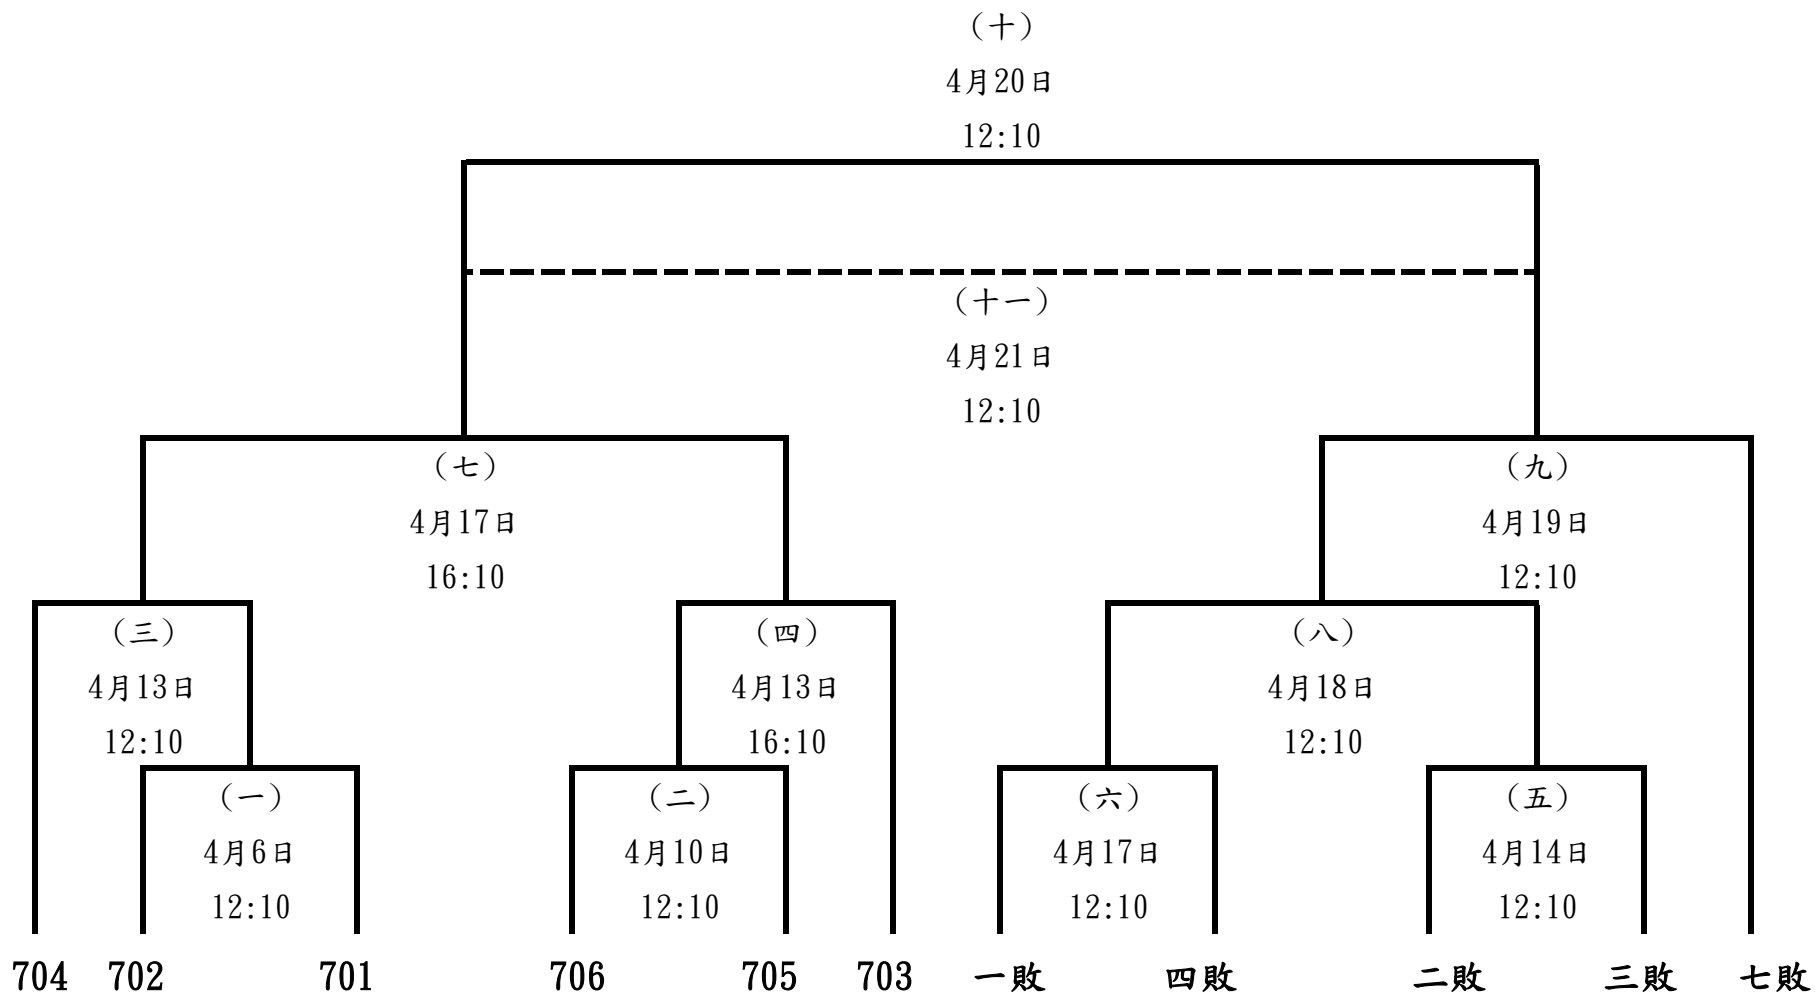 （十）
4月20日
12:10
（十一）
4月21日
12:10
（七）
4月17日
16:10
（九）
4月19日
12:10
（三）
4月13日
12:10
（四）
4月13日
16:10
（八）
4月18日
12:10
（一）
4月6日
12:10
（二）
4月10日
12:10
（六）
4月17日
12:10
（五）
4月14日
12:10
704 702 701 706 705 703 一敗 四敗 二敗 三敗 七敗